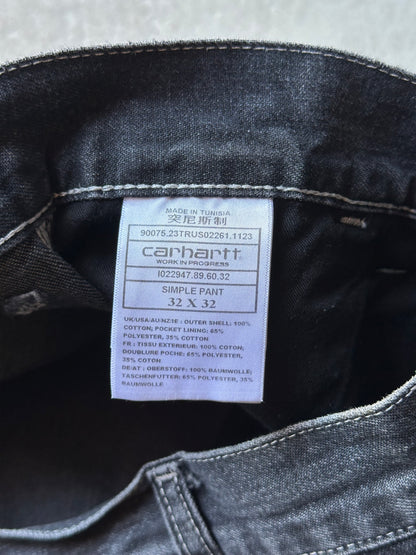 MADE IN TUNISIA
突尼斯制
90075.23TRUS02261.1123
carhartt
WORK IN PROGRESS
I022947.89.60.32
SIMPLE PANT
32 X 32
UK/USA/AU/NZ/IE : OUTER SHELL: 100%
COTTON; POCKET LINING: 65%
POLYESTER, 35% COTTON
FR : TISSU EXTERIEUR: 100% COTON;
DOUBLURE POCHE: 65% POLYESTER,
35% COTON
DE/AT : OBERSTOFF: 100% BAUMWOLLE;
TASCHENFUTTER: 65% POLYESTER, 35%
BAUMWOLLE